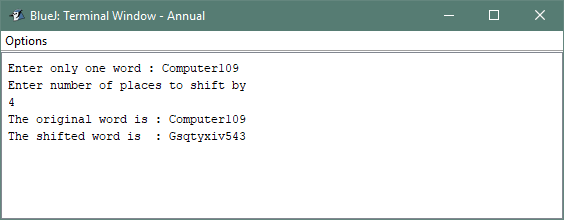 BlueJ: Terminal Window - Annual
Options
Enter only one word : Computer109
Enter number of places to shift by
4
The original word is : Computer109
The shifted word is  : Gsqtyxiv543